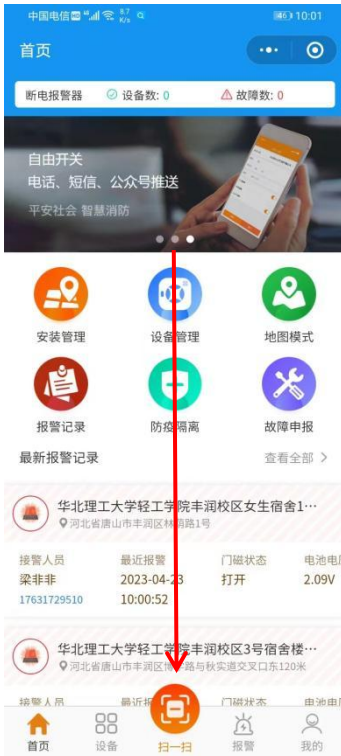 中国电信 HD 4G 8.7 K/s 46 10:01
首页
断电报警器 设备数: 0 故障数: 0
自由开关
电话、短信、公众号推送
平安社会 智慧消防
安装管理 设备管理 地图模式
报警记录 防疫隔离 故障申报
最新报警记录 查看全部 >
华北理工大学轻工学院丰润校区女生宿舍1…
河北省唐山市丰润区林荫路1号
接警人员 最近报警 门磁状态 电池电
梁非非 2023-04-23 打开 2.09V
17631729510 10:00:52
华北理工大学轻工学院丰润校区3号宿舍楼…
河北省唐山市丰润区 路与秋实道交叉口东120米
接警人员 最近报 门磁状态 电池电
首页 设备 扫一扫 报警 我的